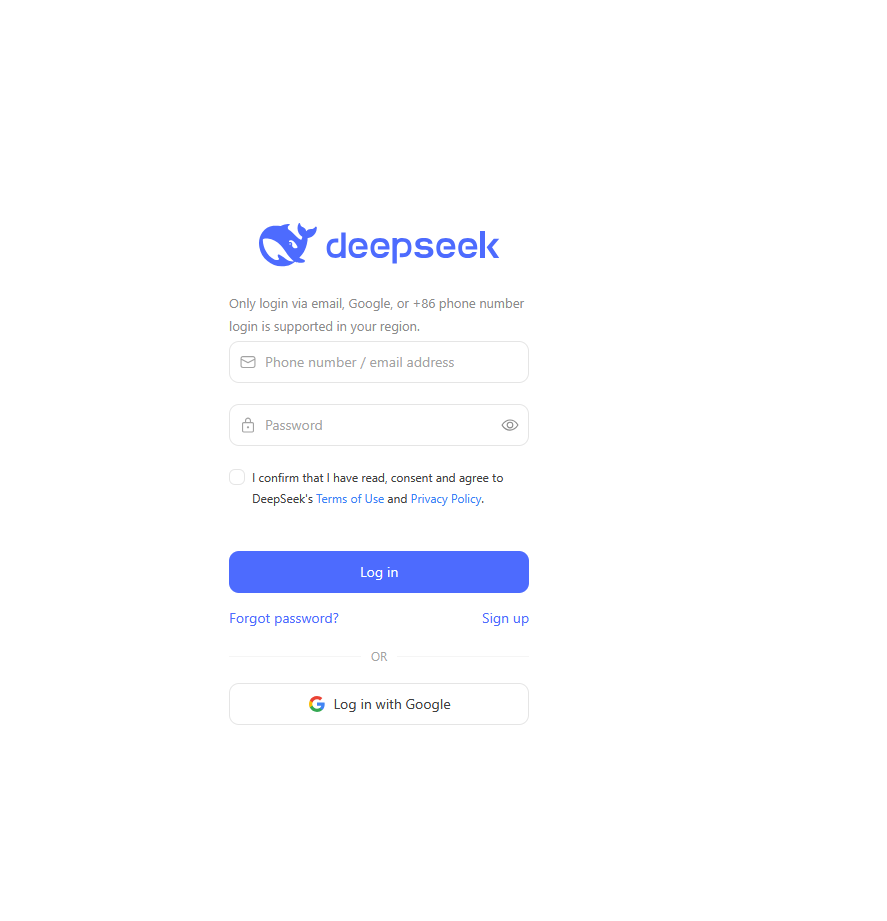 deepseek
Only login via email, Google, or +86 phone number
login is supported in your region.
Phone number / email address
Password
I confirm that I have read, consent and agree to
DeepSeek's Terms of Use and Privacy Policy.
Log in
Forgot password?
Sign up
OR
Log in with Google